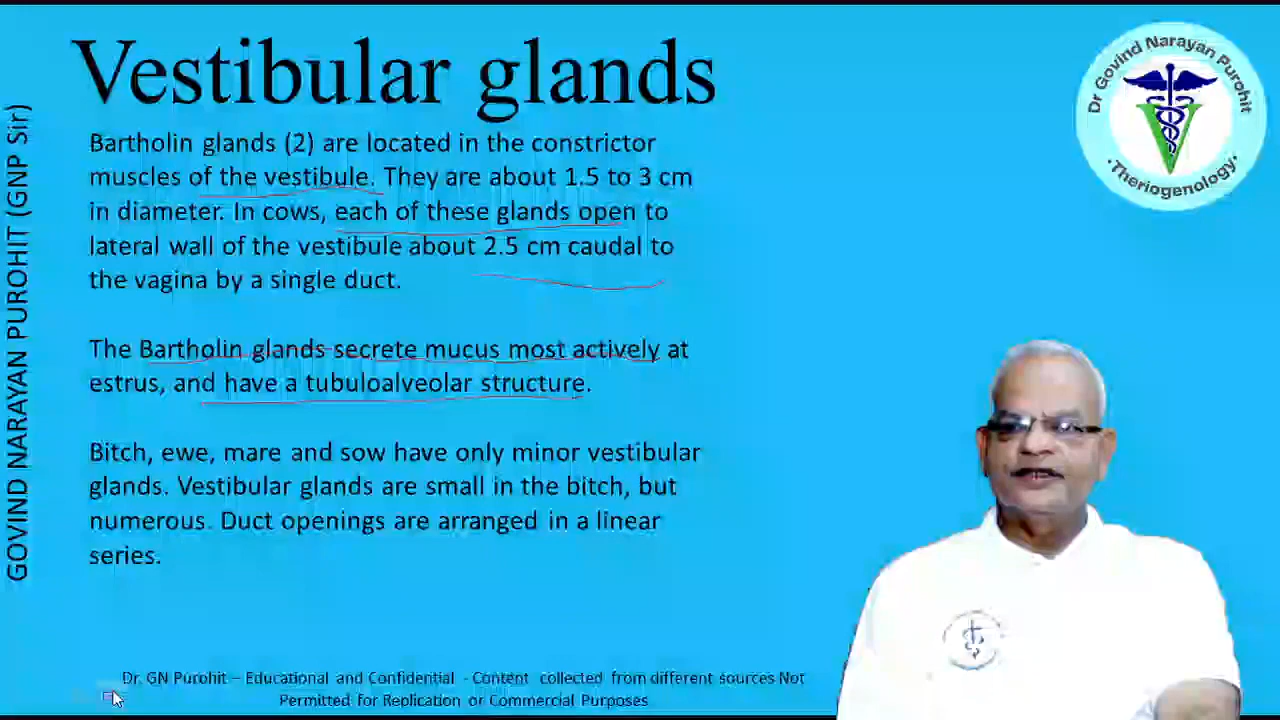 Vestibular glands
Bartholin glands (2) are located in the constrictor
muscles of the vestibule. They are about 1.5 to 3 cm
in diameter. In cows, each of these glands open to
lateral wall of the vestibule about 2.5 cm caudal to
the vagina by a single duct.
The Bartholin glands secrete mucus most actively at
estrus, and have a tubuloalveolar structure.
Bitch, ewe, mare and sow have only minor vestibular
glands. Vestibular glands are small in the bitch, but
numerous. Duct openings are arranged in a linear
series.
Dr. GN Purohit – Educational and Confidential - Content collected from different sources Not
Permitted for Replication or Commercial Purposes
GOVIND NARAYAN PUROHIT (GNP Sir)
Dr Govind Narayan Purohit
·Theriogenology·